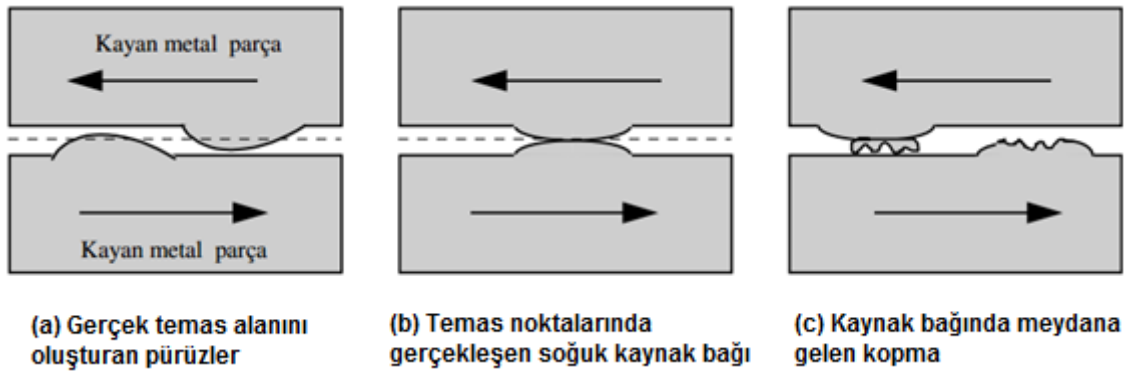 Kayan metal parça
Kayan metal parça
(a) Gerçek temas alanını
oluşturan pürüzler
(b) Temas noktalarında
gerçekleşen soğuk kaynak bağı
(c) Kaynak bağında meydana
gelen kopma